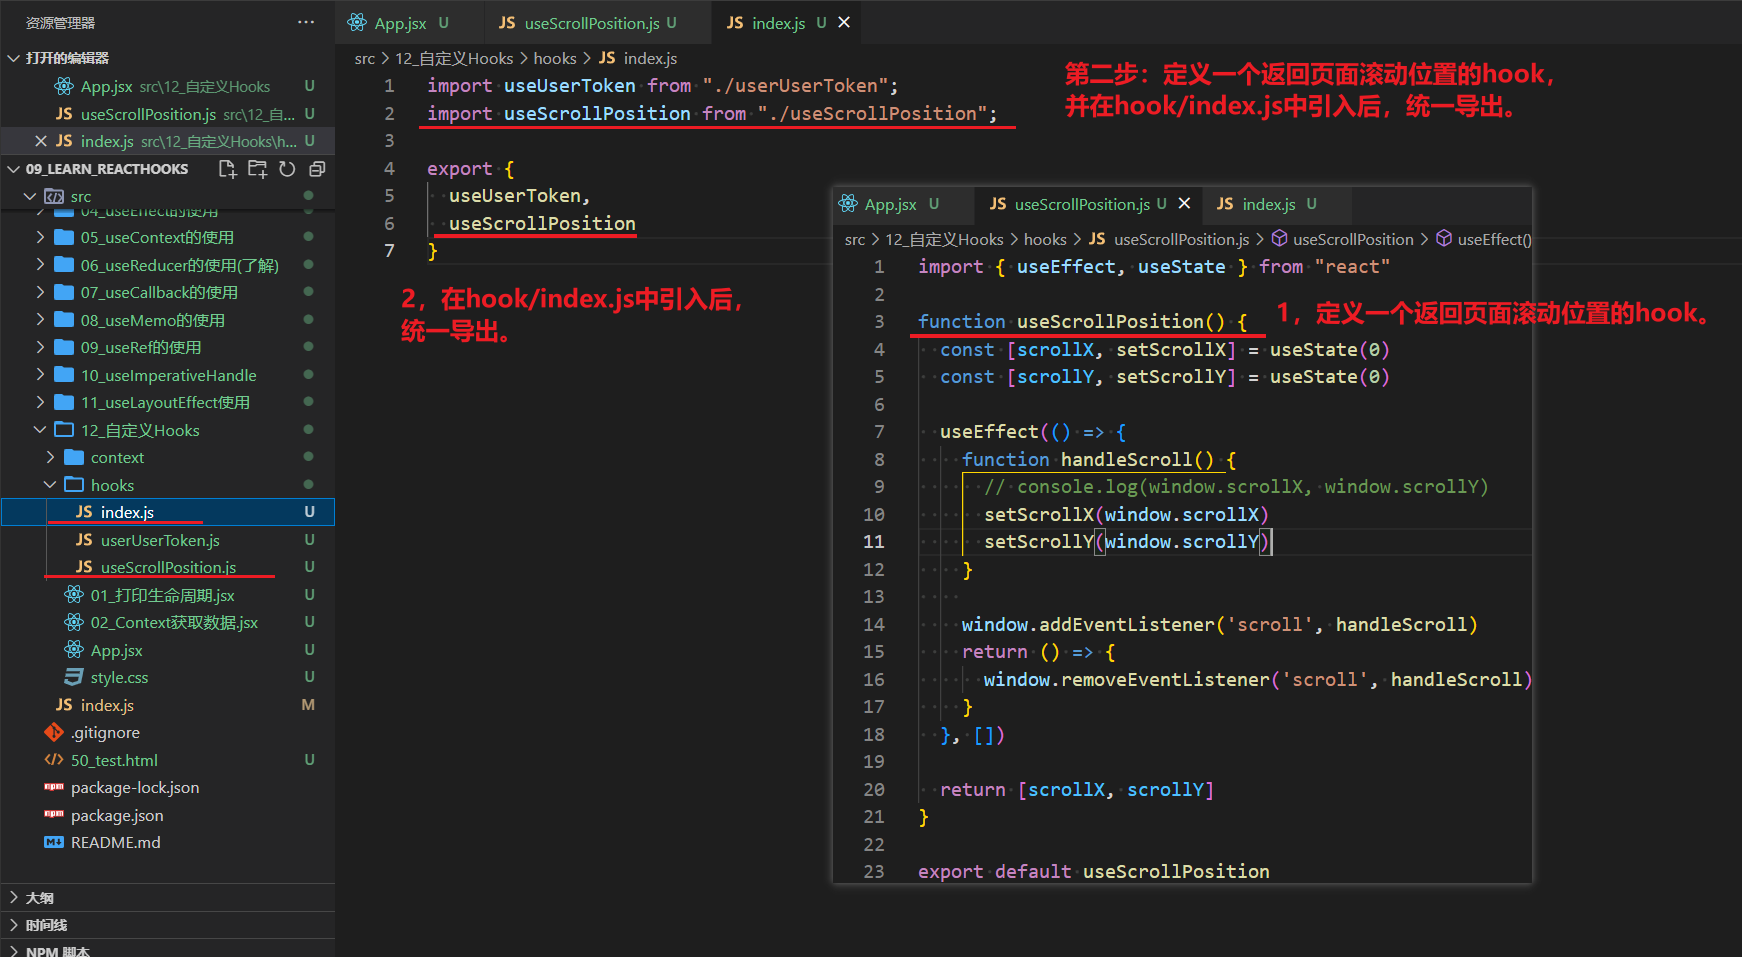 资源管理器 ···
打开的编辑器
App.jsx src\12_自定义Hooks U
useScrollPosition.js src\12_自... U
index.js src\12_自定义Hooks\h... U
09_LEARN_REACTHOOKS
src
04_useEffect的使用
05_useContext的使用
06_useReducer的使用(了解)
07_useCallback的使用
08_useMemo的使用
09_useRef的使用
10_useImperativeHandle
11_useLayoutEffect使用
12_自定义Hooks
context
hooks
JS index.js U
JS userUserToken.js U
JS useScrollPosition.js U
01_打印生命周期.jsx U
02_Context获取数据.jsx U
App.jsx U
style.css U
JS index.js M
.gitignore
50_test.html U
package-lock.json
package.json
README.md
大纲
时间线
NPM 脚本
App.jsx U JS useScrollPosition.js U JS index.js U
src > 12_自定义Hooks > hooks > JS index.js
1 import useUserToken from "./userUserToken";
2 import useScrollPosition from "./useScrollPosition";
3
4 export {
5 useUserToken,
6 useScrollPosition
7 }
第二步：定义一个返回页面滚动位置的hook，
并在hook/index.js中引入后，统一导出。
2，在hook/index.js中引入后，
统一导出。
App.jsx U JS useScrollPosition.js U JS index.js U
src > 12_自定义Hooks > hooks > JS useScrollPosition.js > useScrollPosition > useEffect()
1 import { useEffect, useState } from "react"
2
3 function useScrollPosition() {
1，定义一个返回页面滚动位置的hook。
4 const [scrollX, setScrollX] = useState(0)
5 const [scrollY, setScrollY] = useState(0)
6
7 useEffect(() => {
8 function handleScroll() {
9 // console.log(window.scrollX, window.scrollY)
10 setScrollX(window.scrollX)
11 setScrollY(window.scrollY)
12 }
13
14 window.addEventListener('scroll', handleScroll)
15 return () => {
16 window.removeEventListener('scroll', handleScroll)
17 }
18 }, [])
19
20 return [scrollX, scrollY]
21 }
22
23 export default useScrollPosition